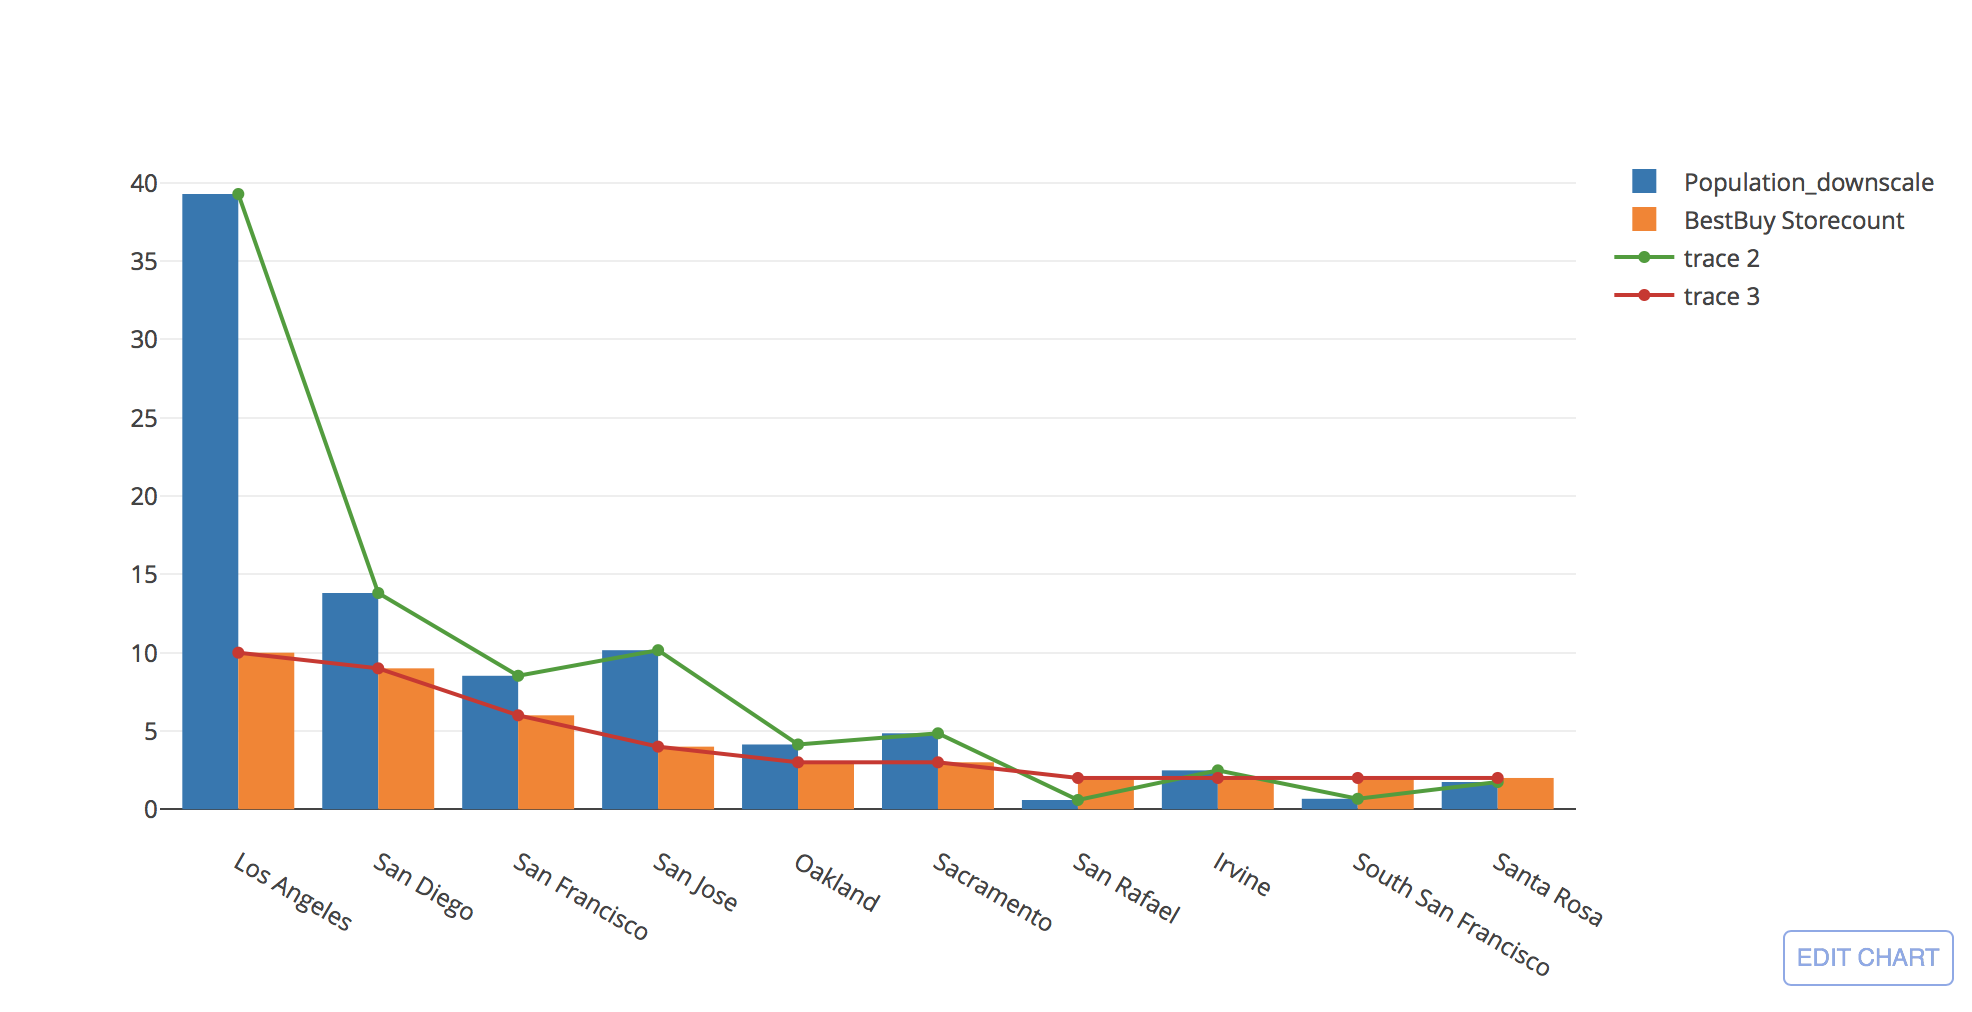 40
35
30
25
20
15
10
5
0
Los Angeles
San Diego
San Francisco
San Jose
Oakland
Sacramento
San Rafael
Irvine
South San Francisco
Santa Rosa
Population_downscale
BestBuy Storecount
trace 2
trace 3
EDIT CHART